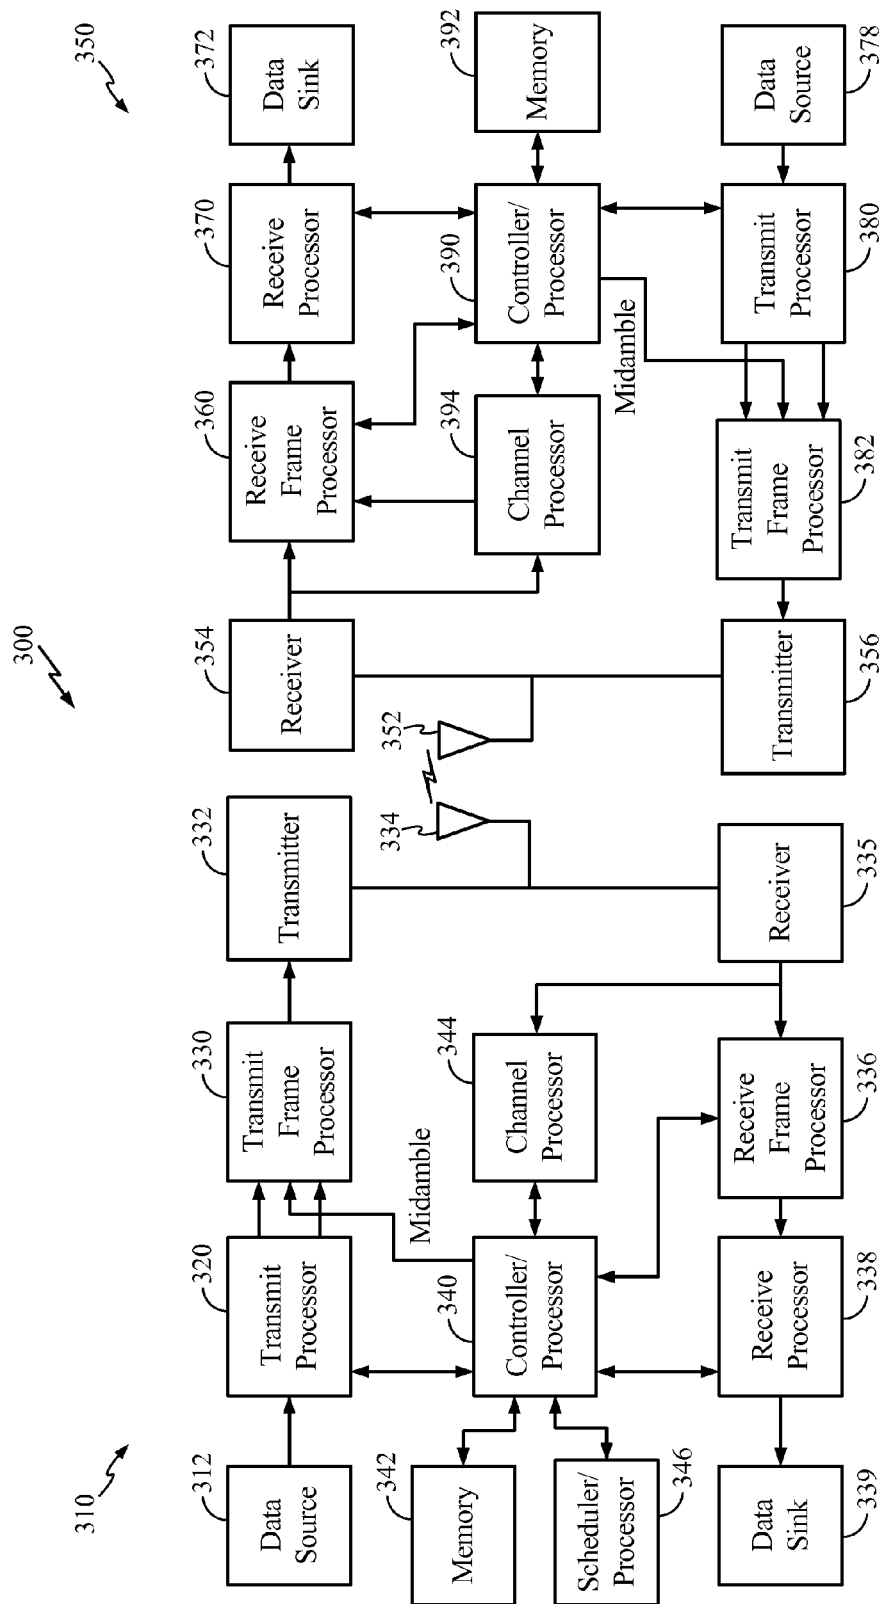 300
310
350
312
Data
Source
320
Transmit
Processor
330
Transmit
Frame
Processor
332
Transmitter
354
Receiver
360
Receive
Frame
Processor
370
Receive
Processor
372
Data
Sink
Midamble
334
352
342
Memory
340
Controller/
Processor
344
Channel
Processor
394
Channel
Processor
390
Controller/
Processor
392
Memory
Scheduler/
Processor
346
Midamble
Data
Sink
339
Receive
Processor
338
Receive
Frame
Processor
336
Receiver
335
Transmitter
356
Transmit
Frame
Processor
382
Transmit
Processor
380
Data
Source
378